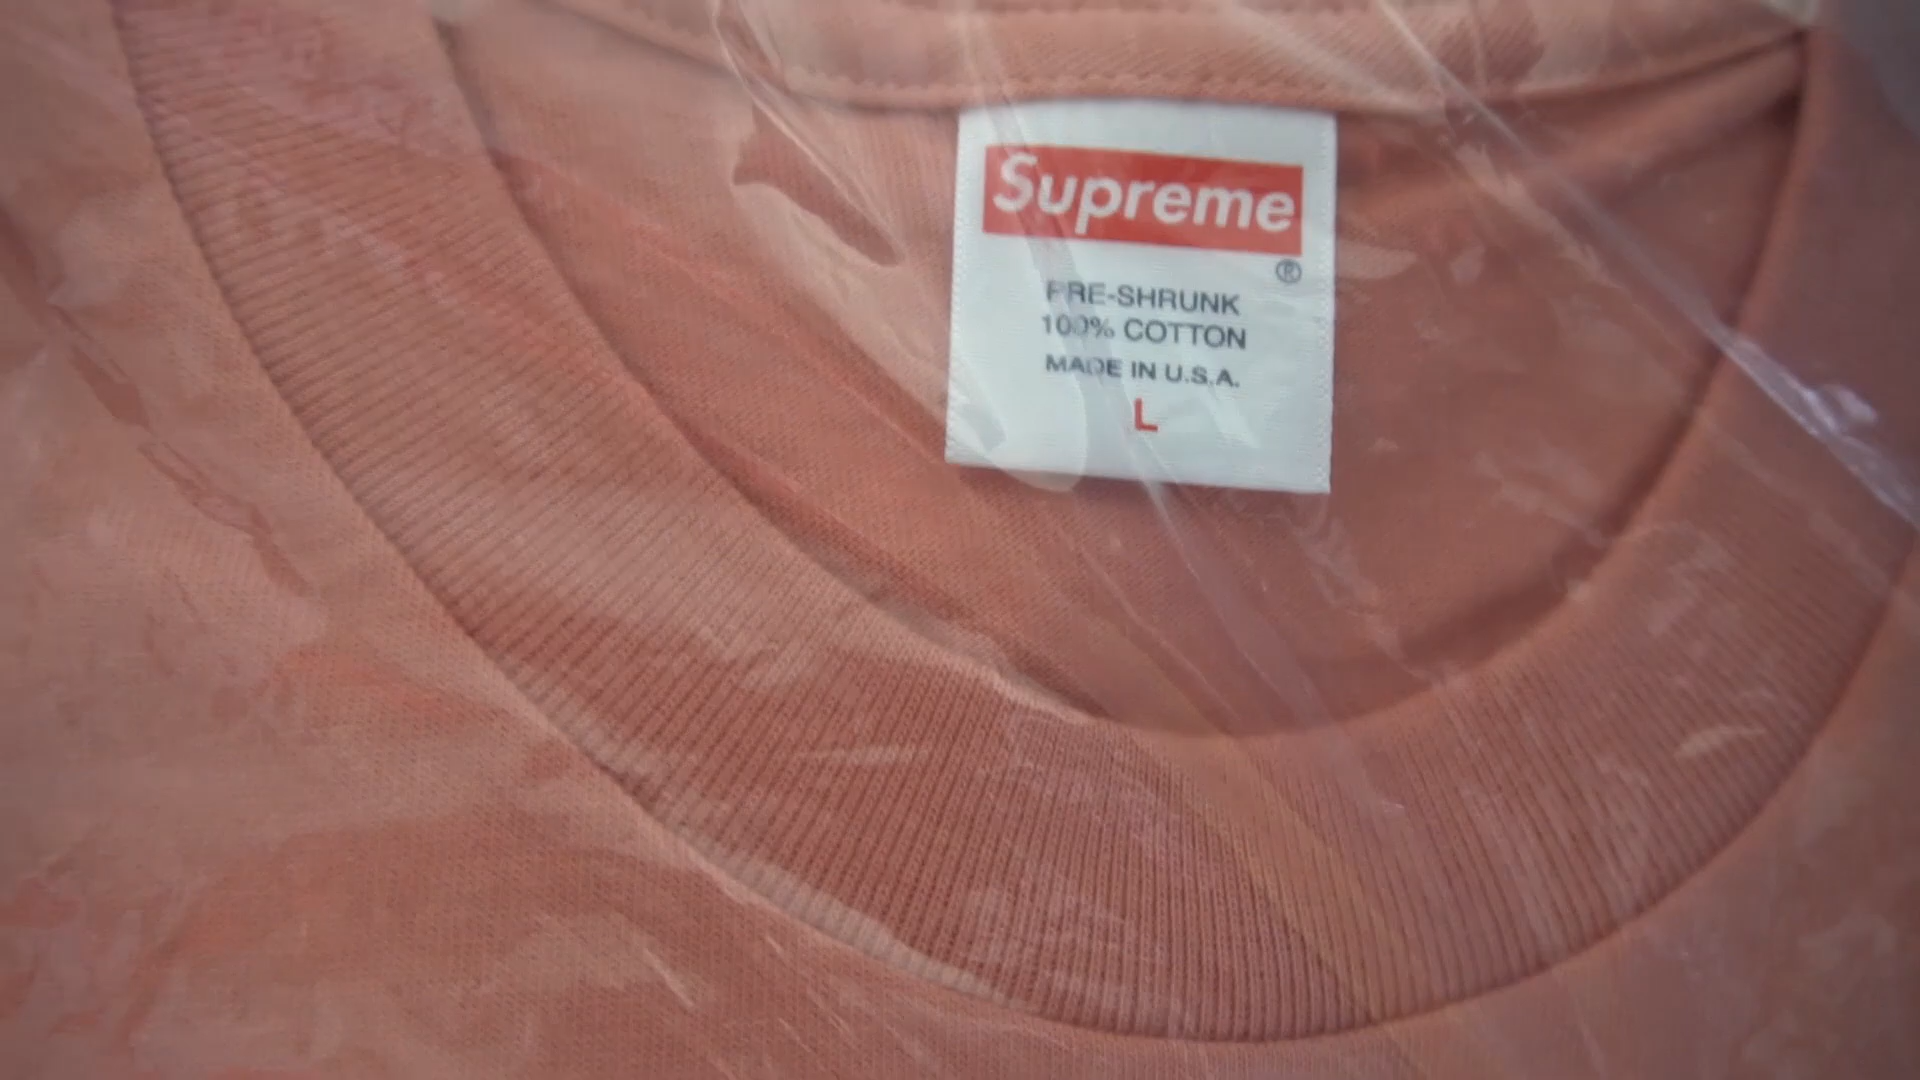 Supreme
®
PRE-SHRUNK
100% COTTON
MADE IN U.S.A.
L